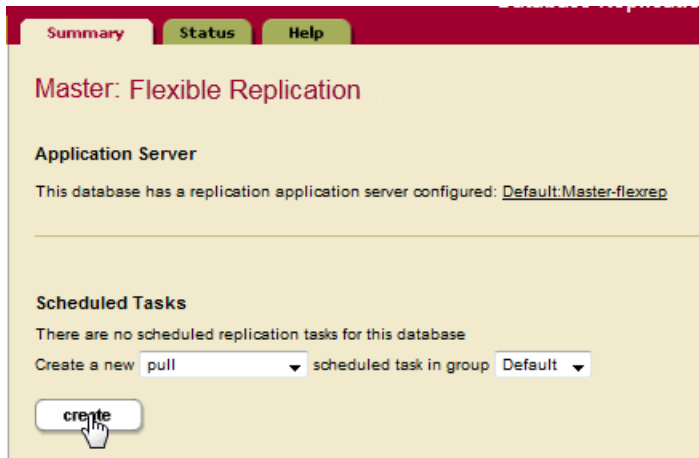 Database Replication
Summary Status Help
Master: Flexible Replication
Application Server
This database has a replication application server configured: Default:Master-flexrep
Scheduled Tasks
There are no scheduled replication tasks for this database
Create a new pull scheduled task in group Default
create